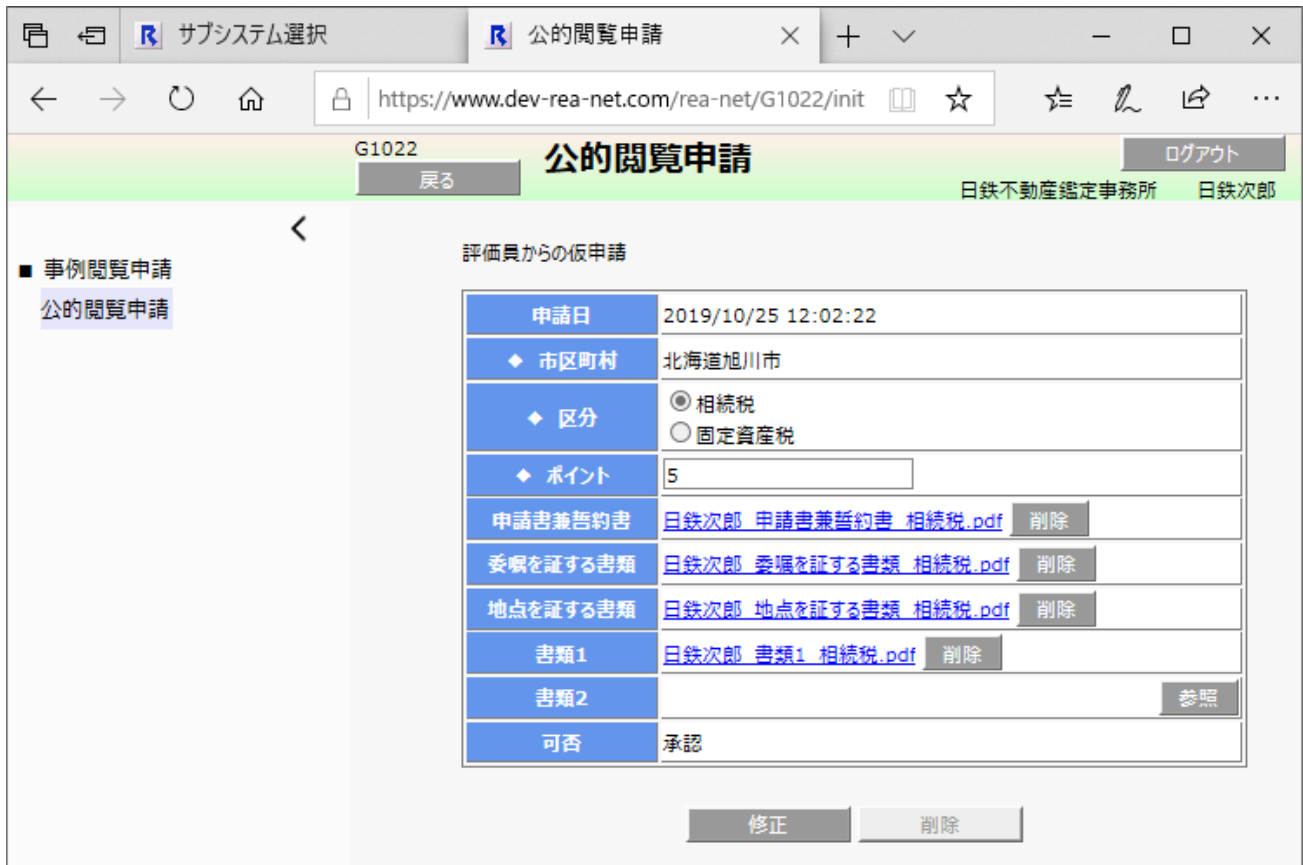 サブシステム選択
公的閲覧申請
https://www.dev-rea-net.com/rea-net/G1022/init
G1022
戻る
公的閲覧申請
ログアウト
日鉄不動産鑑定事務所 日鉄次郎
■ 事例閲覧申請
公的閲覧申請
評価員からの仮申請
申請日 2019/10/25 12:02:22
◆ 市区町村 北海道旭川市
◆ 区分 相続税
固定資産税
◆ ポイント 5
申請書兼誓約書 日鉄次郎_申請書兼誓約書_相続税.pdf 削除
委嘱を証する書類 日鉄次郎_委嘱を証する書類_相続税.pdf 削除
地点を証する書類 日鉄次郎_地点を証する書類_相続税.pdf 削除
書類1 日鉄次郎_書類1_相続税.pdf 削除
書類2 参照
可否 承認
修正 削除